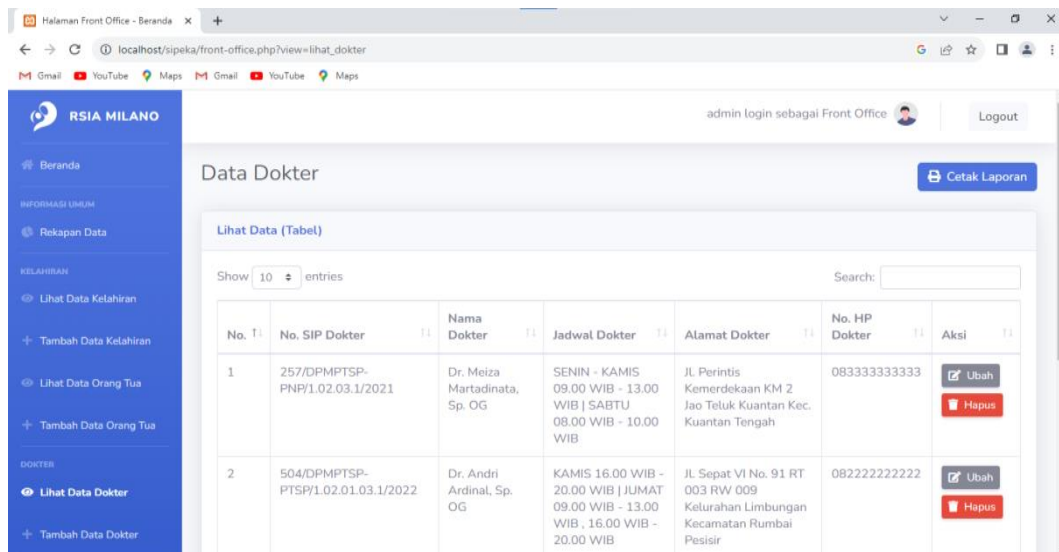 Halaman Front Office - Beranda
localhost/sipeka/front-office.php?view=lihat_dokter
Gmail YouTube Maps Gmail YouTube Maps
RSIA MILANO
admin login sebagai Front Office
Logout
Beranda
INFORMASI UMUM
Rekapan Data
KELAHIRAN
Lihat Data Kelahiran
Tambah Data Kelahiran
Lihat Data Orang Tua
Tambah Data Orang Tua
DOKTER
Lihat Data Dokter
Tambah Data Dokter
Data Dokter
Cetak Laporan
Lihat Data (Tabel)
Show 10 entries
Search:
No.
No. SIP Dokter
Nama
Dokter
Jadwal Dokter
Alamat Dokter
No. HP
Dokter
Aksi
1
257/DPMPTSP-
PNP/1.02.03.1/2021
Dr. Meiza
Martadinata,
Sp. OG
SENIN - KAMIS
09.00 WIB - 13.00
WIB | SABTU
08.00 WIB - 10.00
WIB
JL Perintis
Kemerdekaan KM 2
Jao Teluk Kuantan Kec.
Kuantan Tengah
083333333333
Ubah
Hapus
2
504/DPMPTSP-
PTSP/1.02.01.03.1/2022
Dr. Andri
Ardinal, Sp.
OG
KAMIS 16.00 WIB -
20.00 WIB | JUMAT
09.00 WIB - 13.00
WIB , 16.00 WIB -
20.00 WIB
JL Sepat VI No. 91 RT
003 RW 009
Kelurahan Limbungan
Kecamatan Rumbai
Pesisir
082222222222
Ubah
Hapus